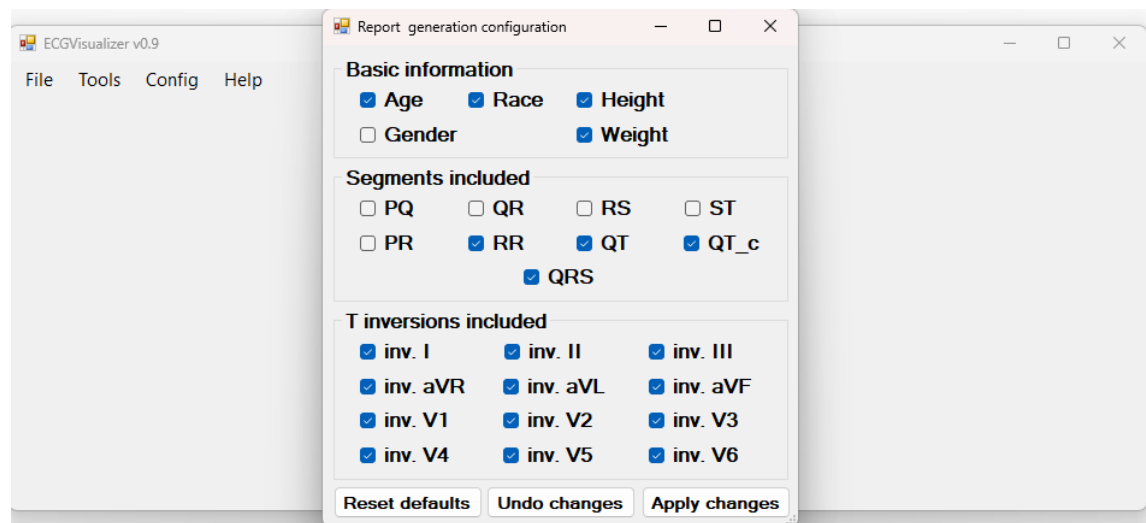 ECGVisualizer v0.9
File Tools Config Help
Report generation configuration
Basic information
Age Race Height
Gender Weight
Segments included
PQ QR RS ST
PR RR QT QT_c
QRS
T inversions included
inv. I inv. II inv. III
inv. aVR inv. aVL inv. aVF
inv. V1 inv. V2 inv. V3
inv. V4 inv. V5 inv. V6
Reset defaults Undo changes Apply changes